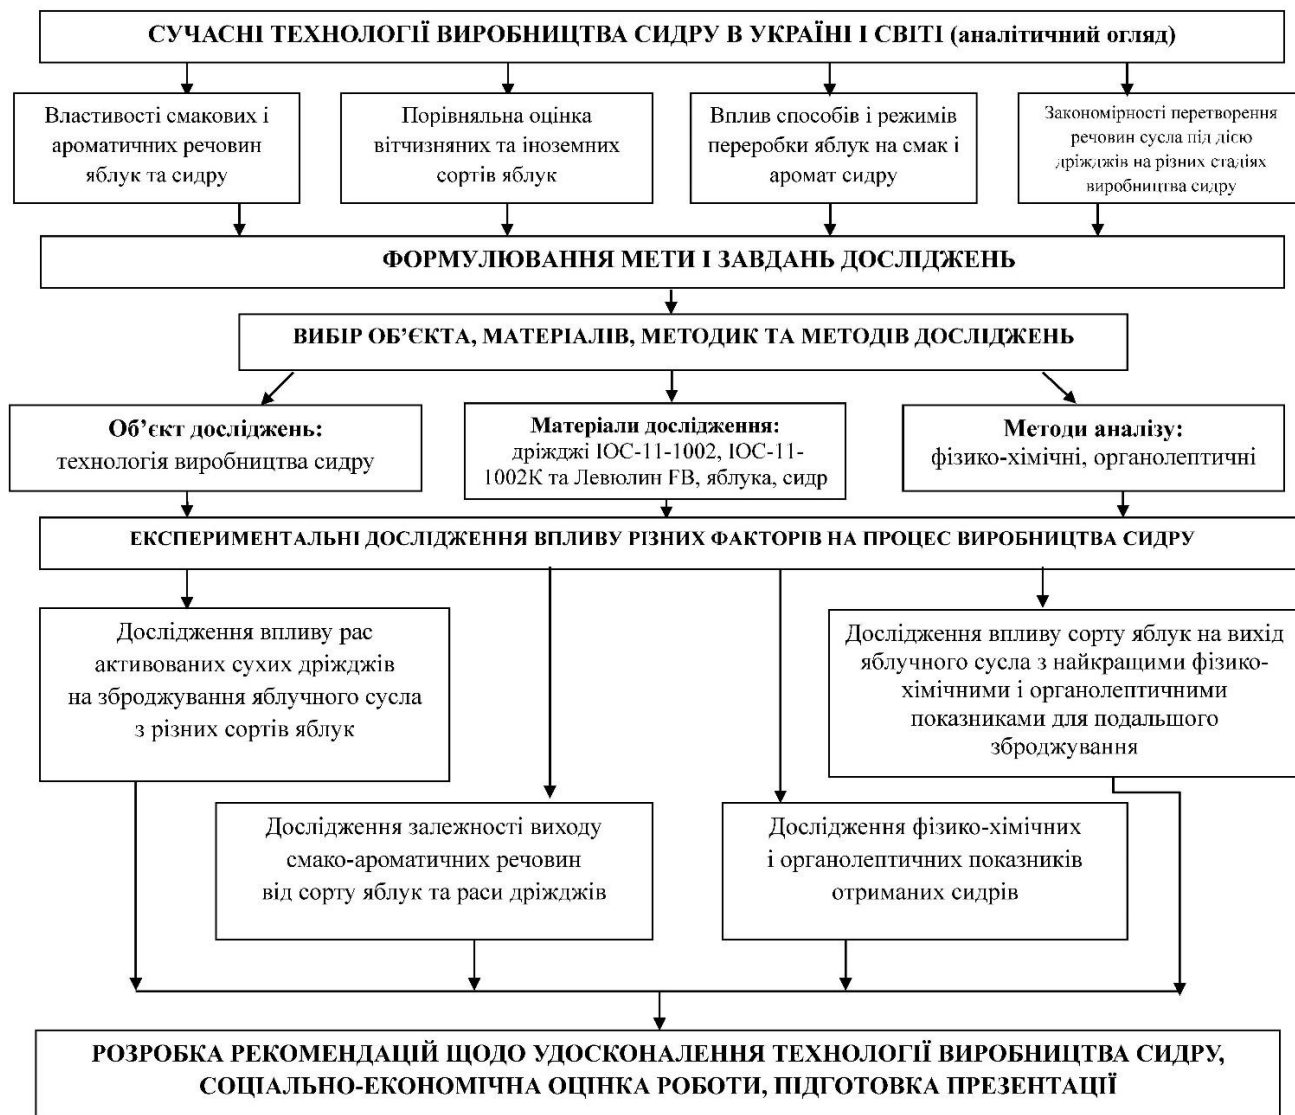 СУЧАСНІ ТЕХНОЛОГІЇ ВИРОБНИЦТВА СИДРУ В УКРАЇНІ І СВІТІ (аналітичний огляд)
Властивості смакових і
ароматичних речовин
яблук та сидру
Порівняльна оцінка
вітчизняних та іноземних
сортів яблук
Вплив способів і режимів
переробки яблук на смак і
аромат сидру
Закономірності перетворення
речовин сусла під дією
дріжджів на різних стадіях
виробництва сидру
ФОРМУЛЮВАННЯ МЕТИ І ЗАВДАНЬ ДОСЛІДЖЕНЬ
ВИБІР ОБ’ЄКТА, МАТЕРІАЛІВ, МЕТОДИК ТА МЕТОДІВ ДОСЛІДЖЕНЬ
Об’єкт досліджень:
технологія виробництва сидру
Матеріали дослідження:
дріжджі ІОС-11-1002, ІОС-11-
1002К та Левюлин FB, яблука, сидр
Методи аналізу:
фізико-хімічні, органолептичні
ЕКСПЕРИМЕНТАЛЬНІ ДОСЛІДЖЕННЯ ВПЛИВУ РІЗНИХ ФАКТОРІВ НА ПРОЦЕС ВИРОБНИЦТВА СИДРУ
Дослідження впливу рас
активованих сухих дріжджів
на зброджування яблучного сусла
з різних сортів яблук
Дослідження впливу сорту яблук на вихід
яблучного сусла з найкращими фізико-
хімічними і органолептичними
показниками для подальшого
зброджування
Дослідження залежності виходу
смако-ароматичних речовин
від сорту яблук та раси дріжджів
Дослідження фізико-хімічних
і органолептичних показників
отриманих сидрів
РОЗРОБКА РЕКОМЕНДАЦІЙ ЩОДО УДОСКОНАЛЕННЯ ТЕХНОЛОГІЇ ВИРОБНИЦТВА СИДРУ,
СОЦІАЛЬНО-ЕКОНОМІЧНА ОЦІНКА РОБОТИ, ПІДГОТОВКА ПРЕЗЕНТАЦІЇ